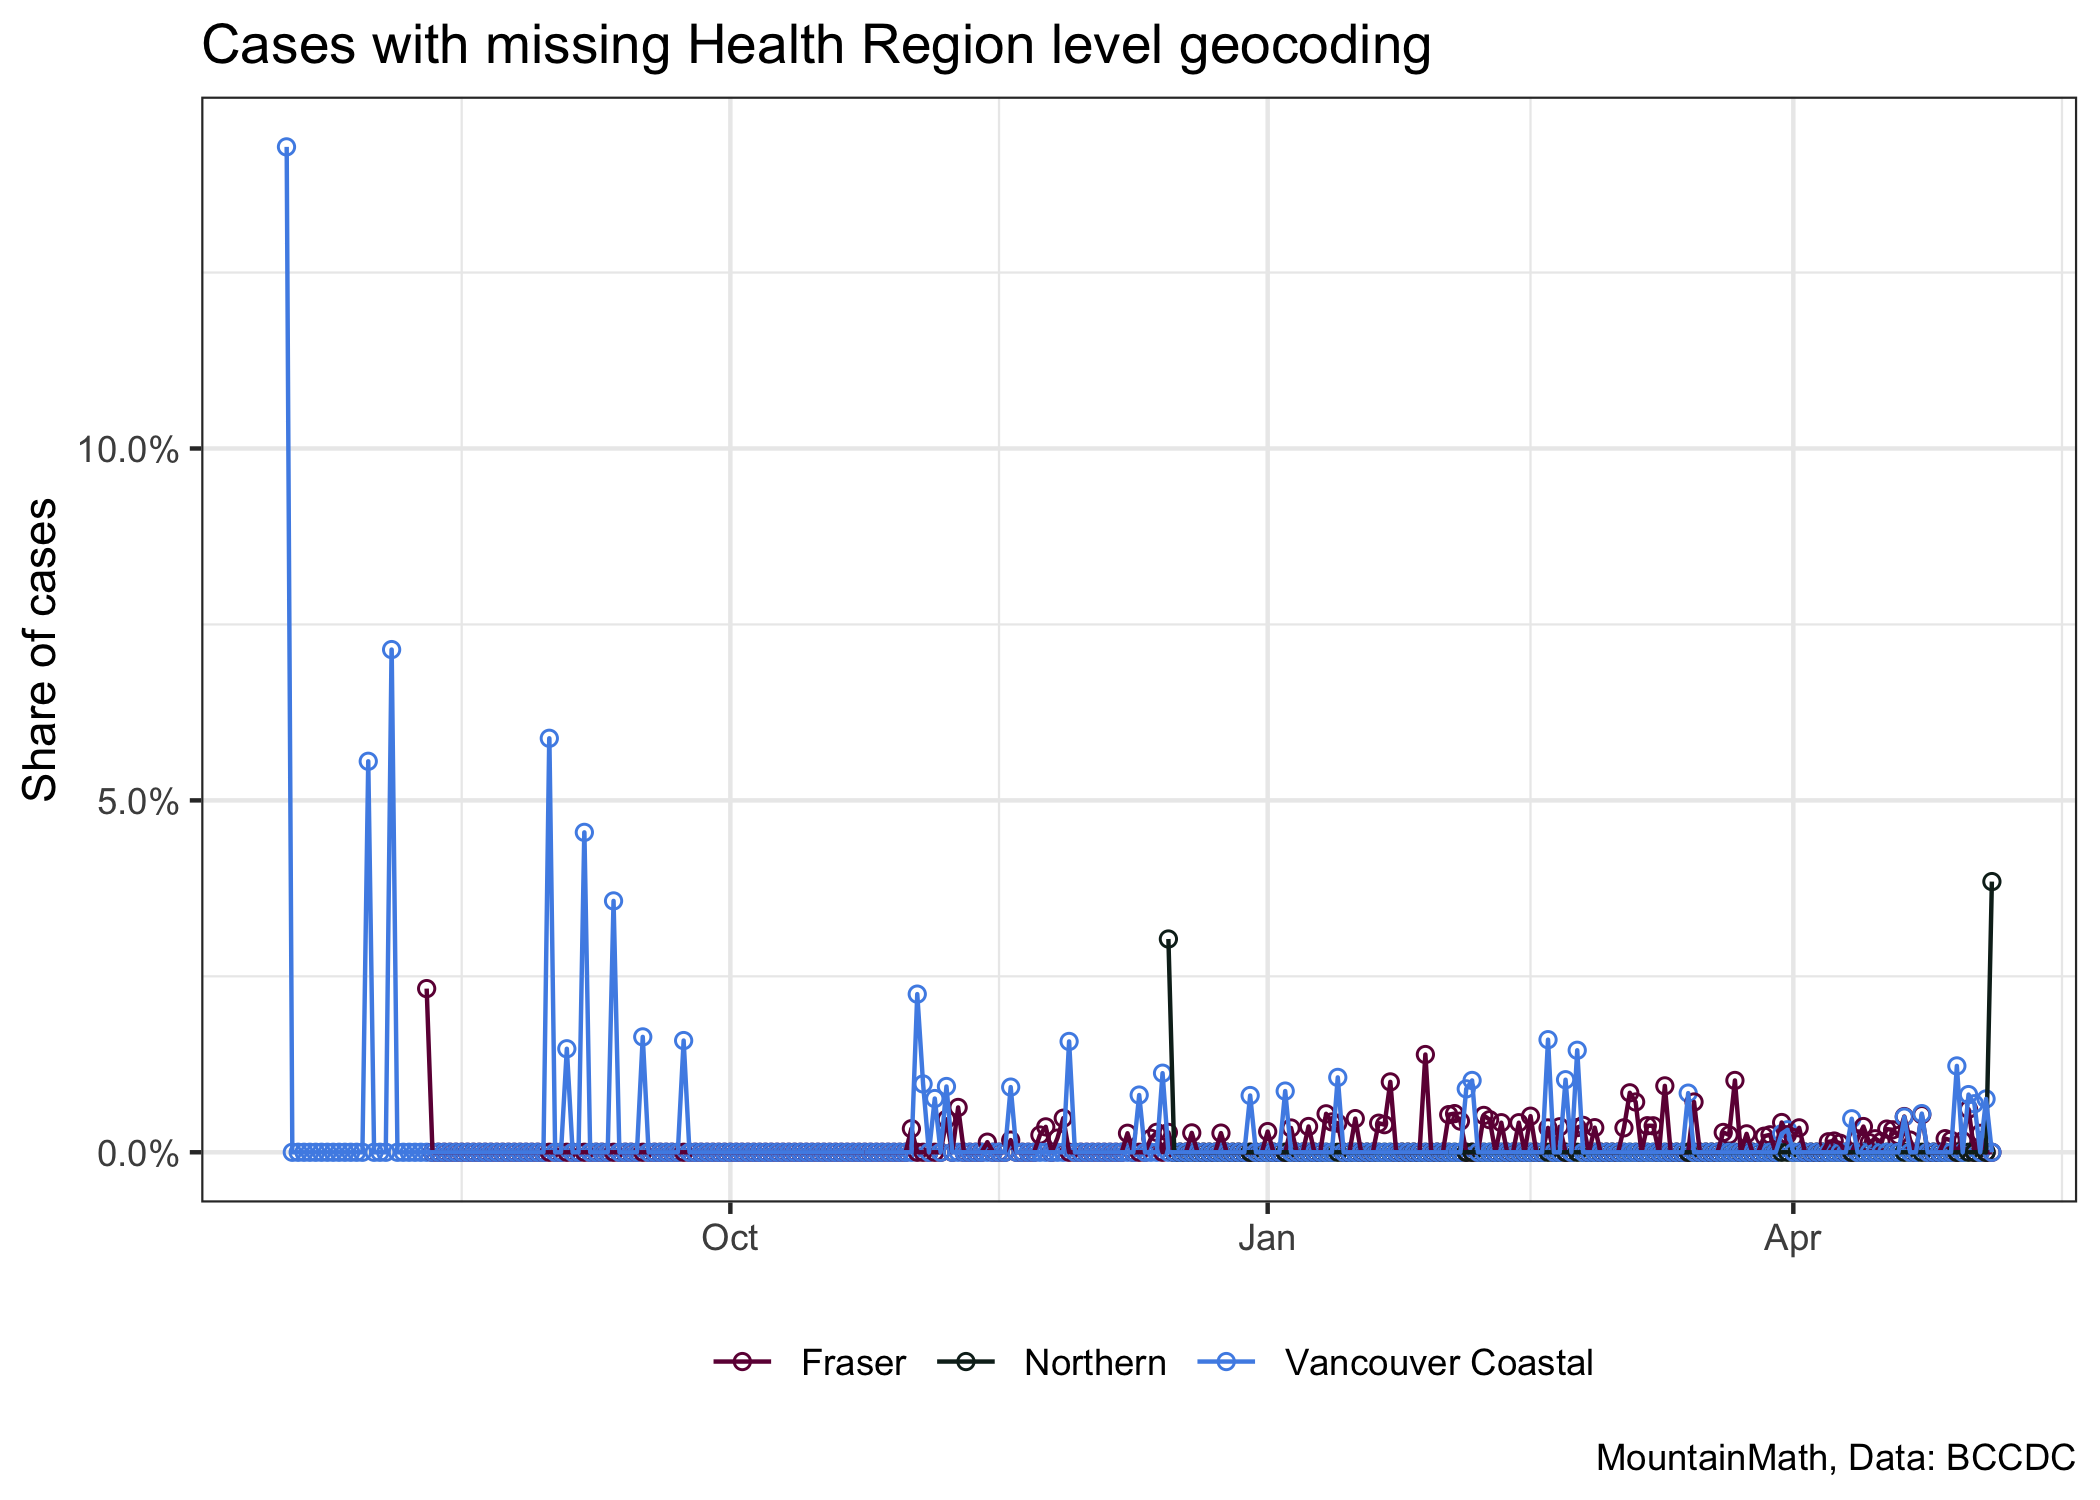 Cases with missing Health Region level geocoding
Share of cases
10.0%
5.0%
0.0%
Oct Jan Apr
Fraser Northern Vancouver Coastal
MountainMath, Data: BCCDC